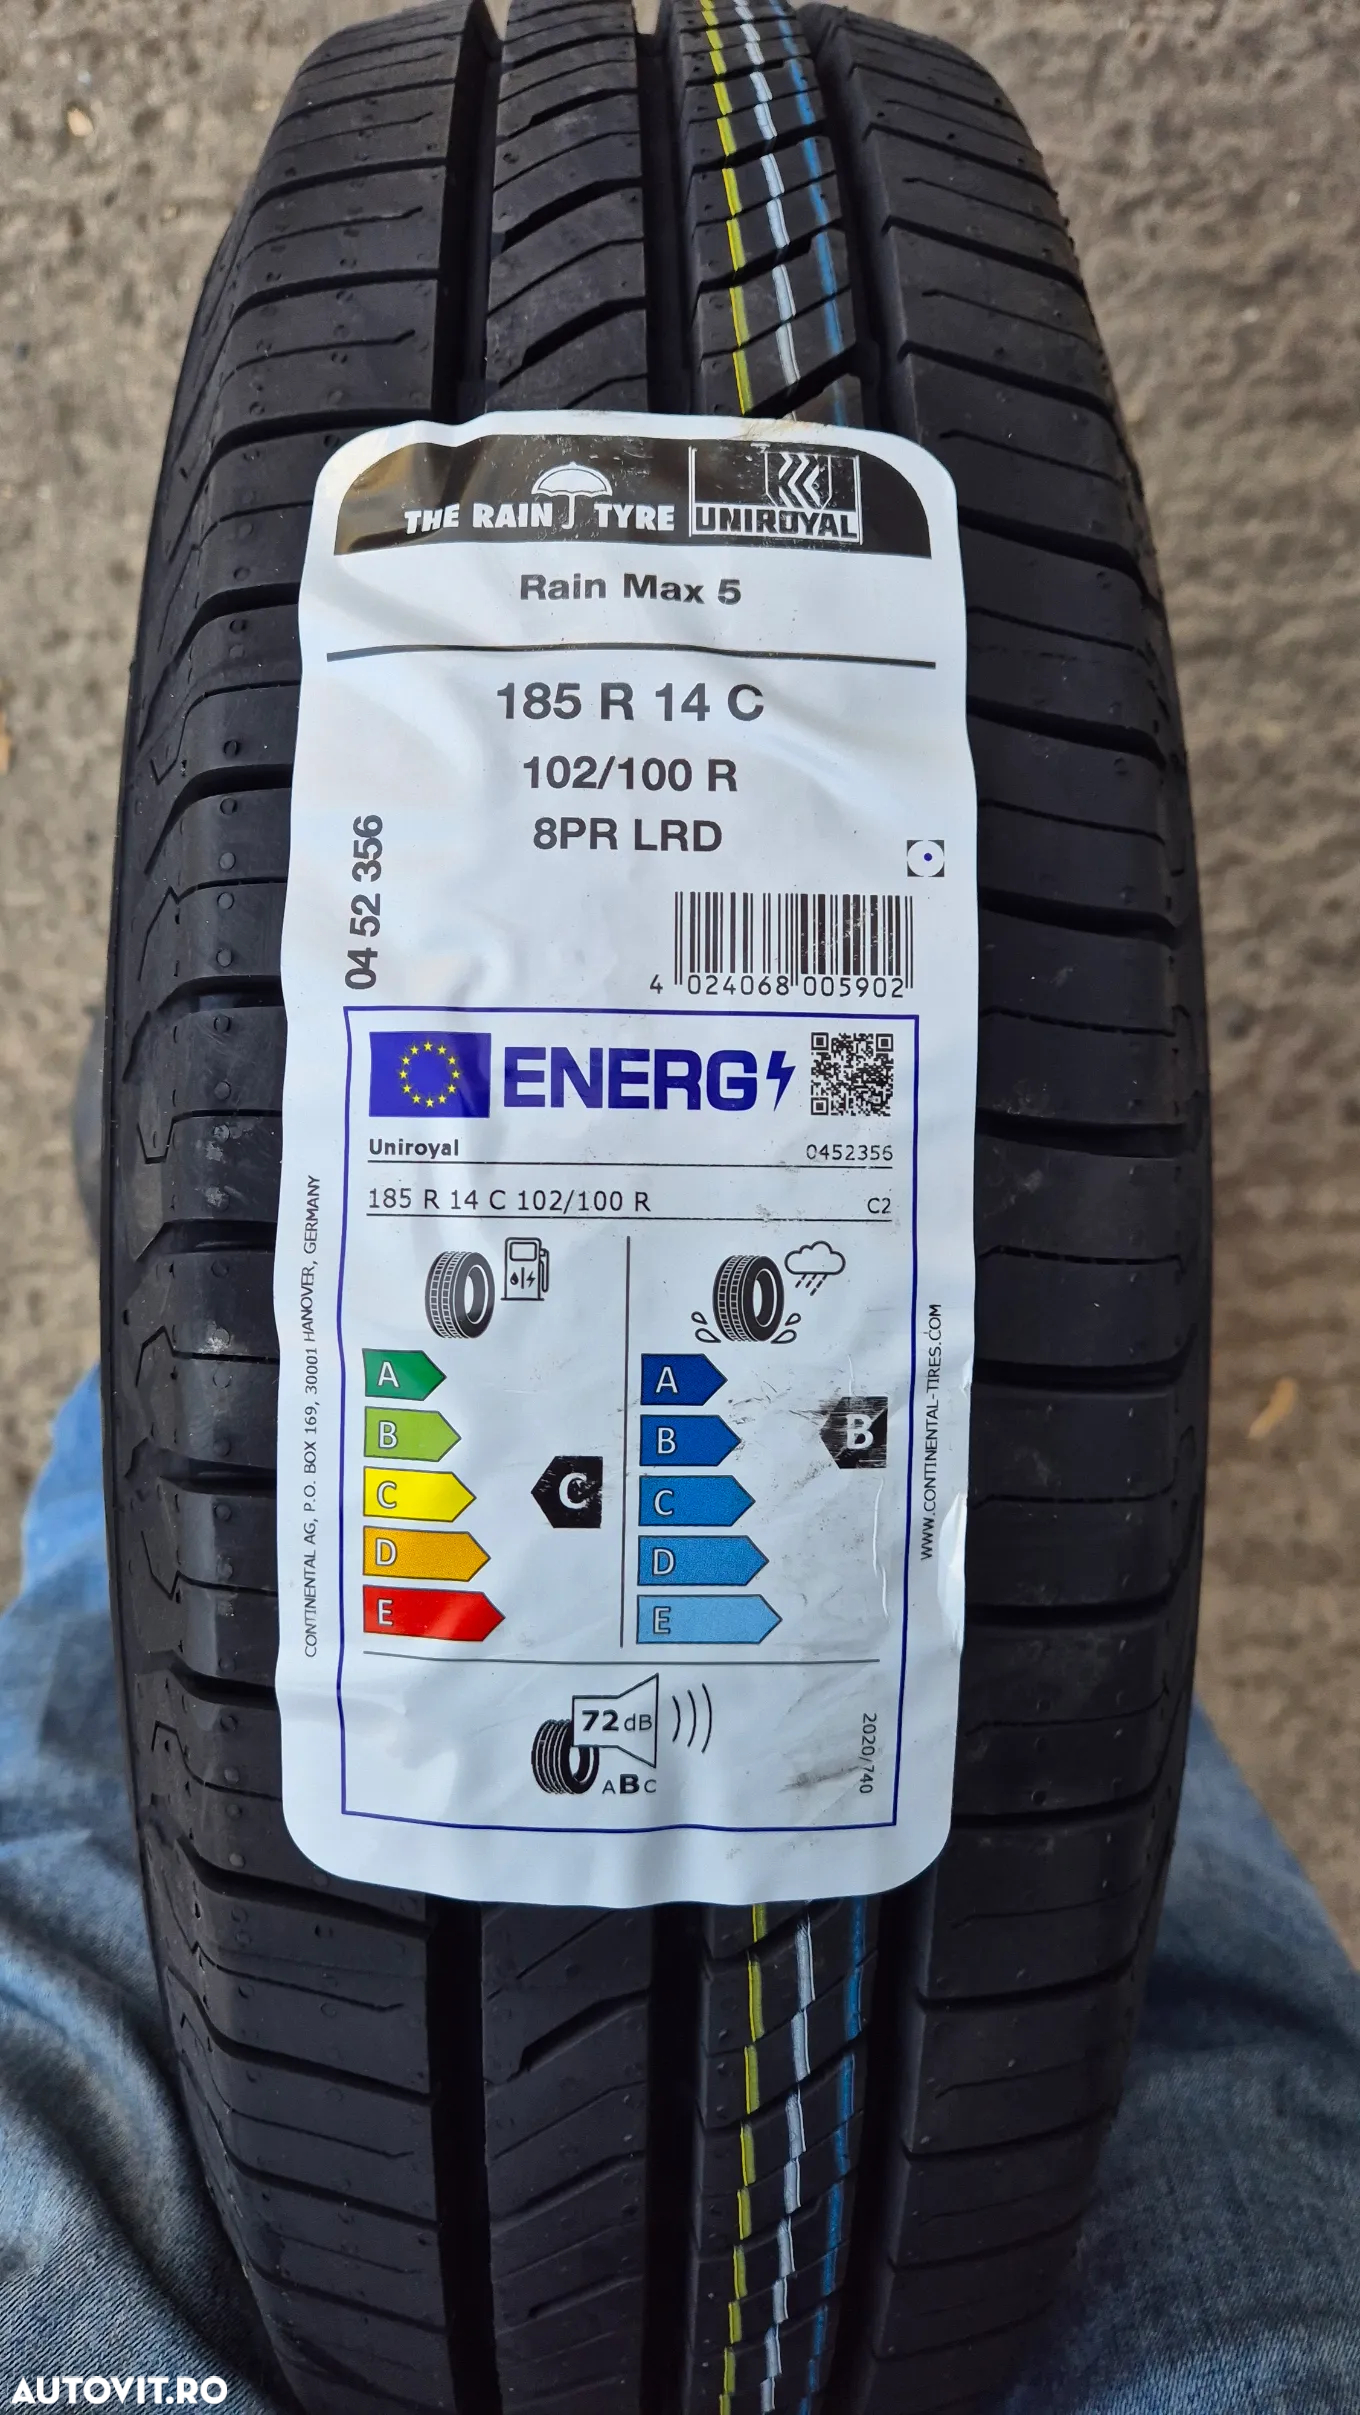 THE RAIN TYRE UNIROYAL
Rain Max 5
185 R 14 C
102/100 R
8PR LRD
04 52 356
4 024068 005902
ENERG
Uniroyal 0452356
185 R 14 C 102/100 R C2
A A
B B B
C C C
D D
E E
72 dB
ABC
2020/740
CONTINENTAL AG, P.O. BOX 169, 30001 HANOVER, GERMANY
WWW.CONTINENTAL-TIRES.COM
AUTOVIT.RO